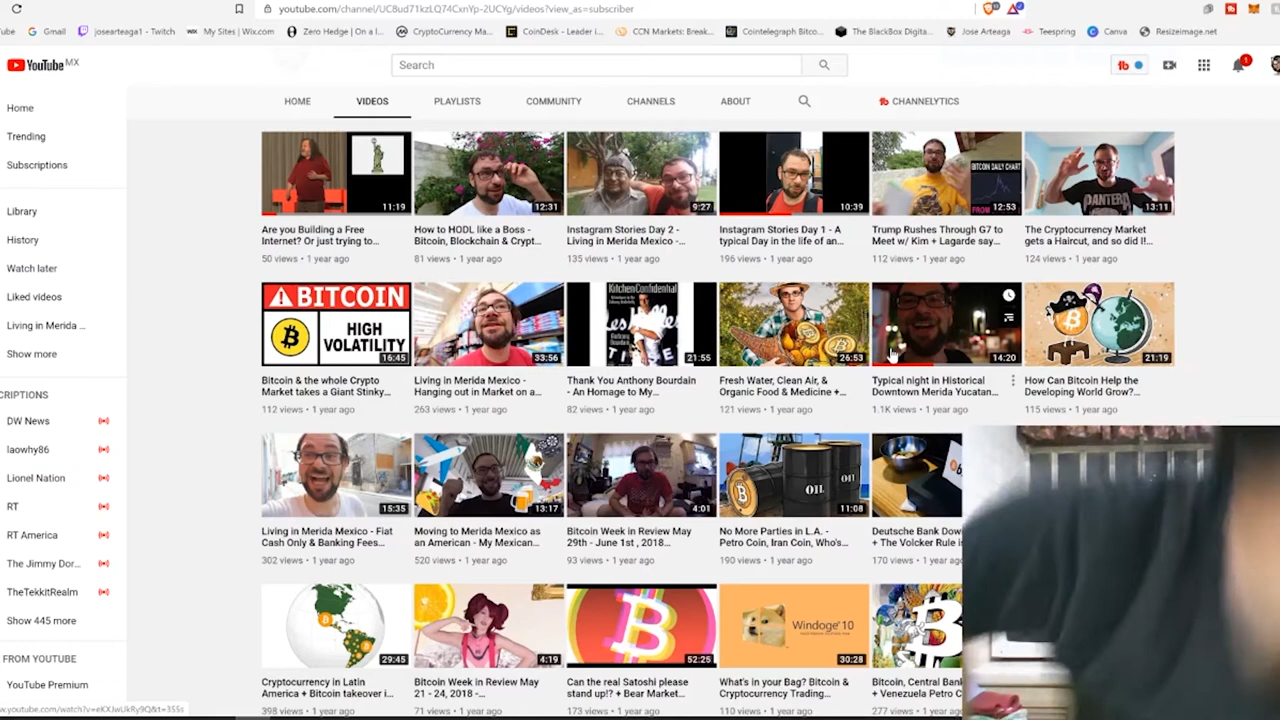 youtube.com/channel/UC8ud71kzLQ74CxnYp-2UCYg/videos?view_as=subscriber
Tube Gmail josearteaga1 - Twitch My Sites | Wix.com Zero Hedge | On a l... CryptoCurrency Ma... CoinDesk - Leader i... CCN Markets: Break... Cointelegraph Bitco... The BlackBox Digita... Jose Arteaga Teespring Canva Resizeimage.net
YouTube MX
Search
1
HOME VIDEOS PLAYLISTS COMMUNITY CHANNELS ABOUT CHANNELYTICS
Home
Trending
Subscriptions
Library
History
Watch later
Liked videos
Living in Merida ...
Show more
CRIPTIONS
DW News
laowhy86
Lionel Nation
RT
RT America
The Jimmy Dor...
TheTekkitRealm
Show 445 more
FROM YOUTUBE
YouTube Premium
w.youtube.com/watch?v=eKXJwUkRy9Q&t=355s
11:19 12:31 9:27 10:39 BITCOIN DAILY CHART FROM 12:53 PANTERA 13:11
Are you Building a Free How to HODL like a Boss - Instagram Stories Day 2 - Instagram Stories Day 1 - A Trump Rushes Through G7 to The Cryptocurrency Market
Internet? Or just trying to... Bitcoin, Blockchain & Crypt... Living in Merida Mexico -... typical Day in the life of an... Meet w/ Kim + Lagarde say... gets a Haircut, and so did I!...
50 views • 1 year ago 81 views • 1 year ago 135 views • 1 year ago 196 views • 1 year ago 112 views • 1 year ago 124 views • 1 year ago
BITCOIN
HIGH
VOLATILITY
16:45 33:56 Kitchen Confidential 21:55 26:53 14:20 21:19
Bitcoin & the whole Crypto Living in Merida Mexico - Thank You Anthony Bourdain Fresh Water, Clean Air, & Typical night in Historical How Can Bitcoin Help the
Market takes a Giant Stinky... Hanging out in Market on a... - An Homage to My... Organic Food & Medicine +... Downtown Merida Yucatan... Developing World Grow?...
112 views • 1 year ago 263 views • 1 year ago 82 views • 1 year ago 121 views • 1 year ago 1.1K views • 1 year ago 115 views • 1 year ago
15:35 13:17 4:01 OIL OIL 11:08
Living in Merida Mexico - Fiat Moving to Merida Mexico as Bitcoin Week in Review May No More Parties in L.A. - Deutsche Bank Dow
Cash Only & Banking Fees... an American - My Mexican... 29th - June 1st , 2018... Petro Coin, Iran Coin, Who's... + The Volcker Rule i
302 views • 1 year ago 520 views • 1 year ago 93 views • 1 year ago 190 views • 1 year ago 170 views • 1 year
29:45 4:19 52:25 Windoge'10 30:28
Cryptocurrency in Latin Bitcoin Week in Review May Can the real Satoshi please What's in your Bag? Bitcoin & Bitcoin, Central Bank
America + Bitcoin takeover i... 21 - 24, 2018 -... stand up!? + Bear Market... Cryptocurrency Trading... + Venezuela Petro C
398 views • 1 year ago 71 views • 1 year ago 173 views • 1 year ago 110 views • 1 year ago 277 views • 1 year